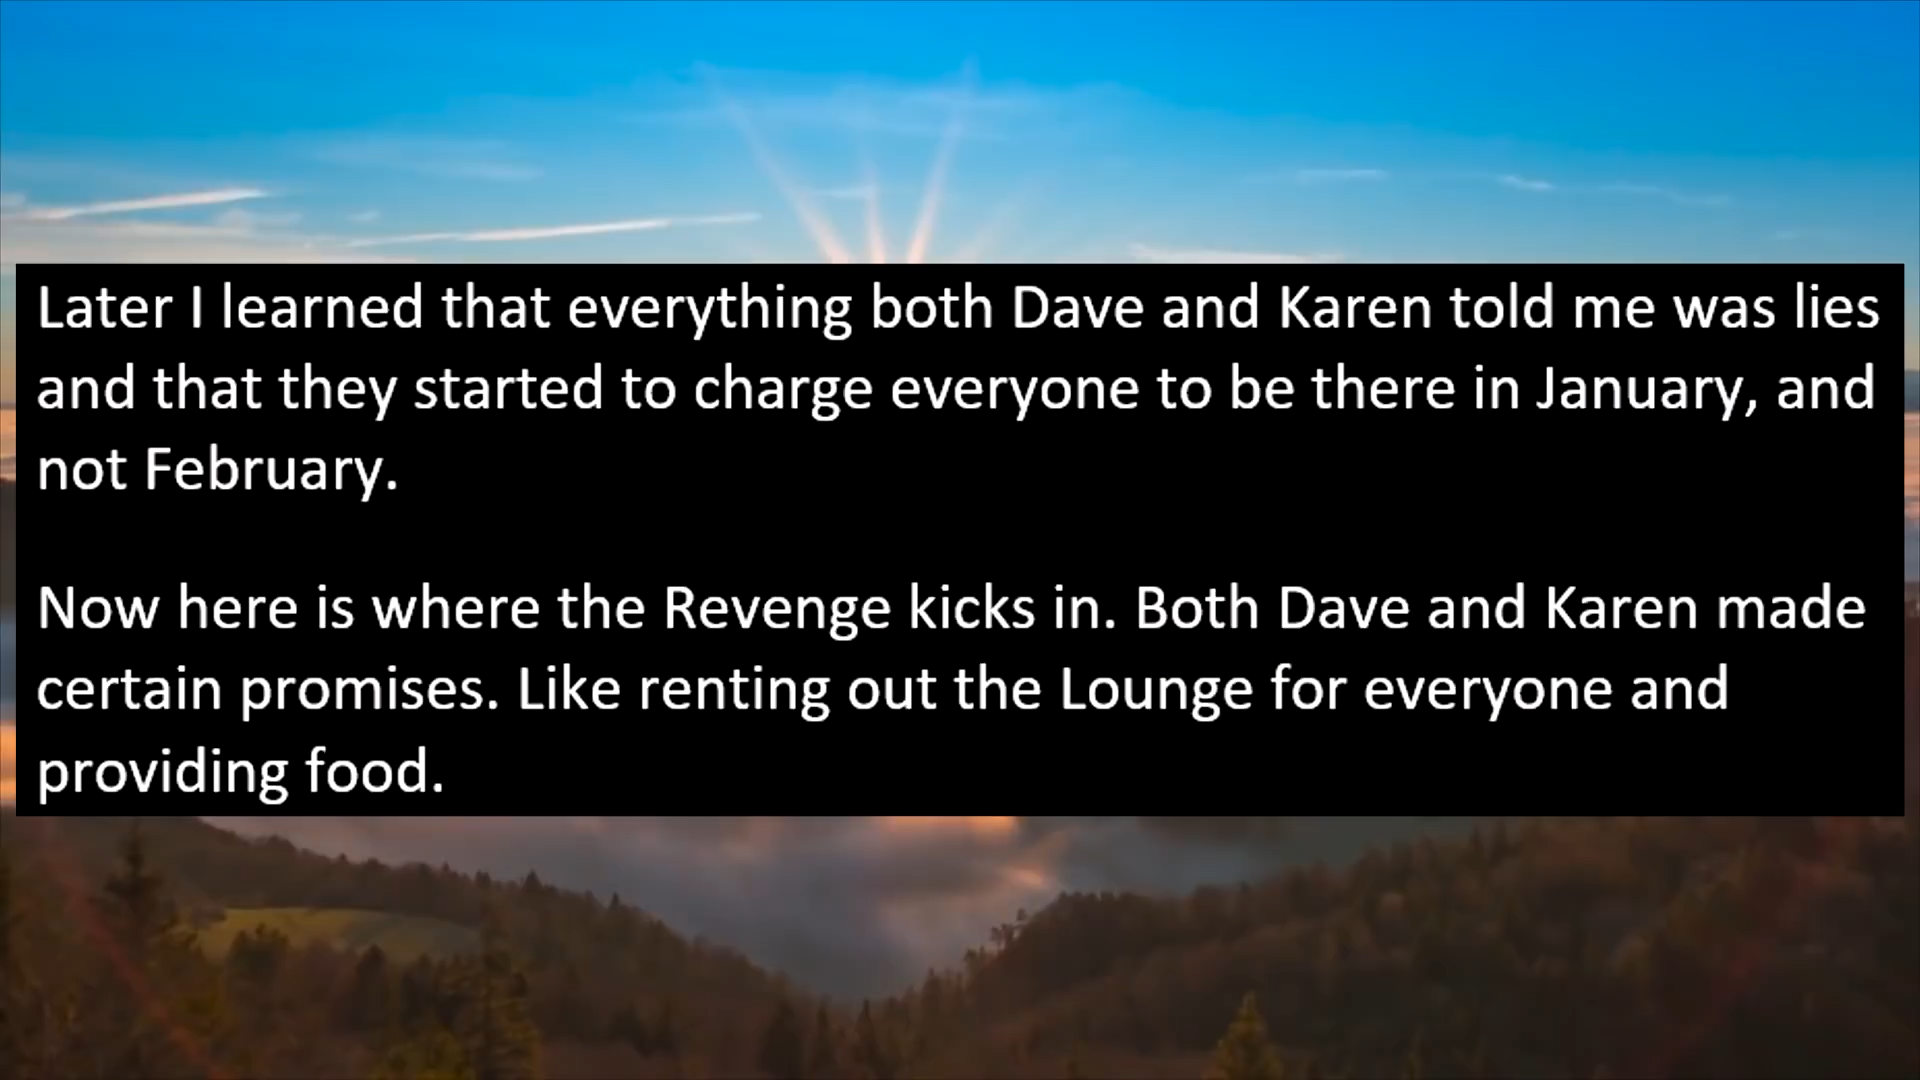 Later I learned that everything both Dave and Karen told me was lies
and that they started to charge everyone to be there in January, and
not February.
Now here is where the Revenge kicks in. Both Dave and Karen made
certain promises. Like renting out the Lounge for everyone and
providing food.